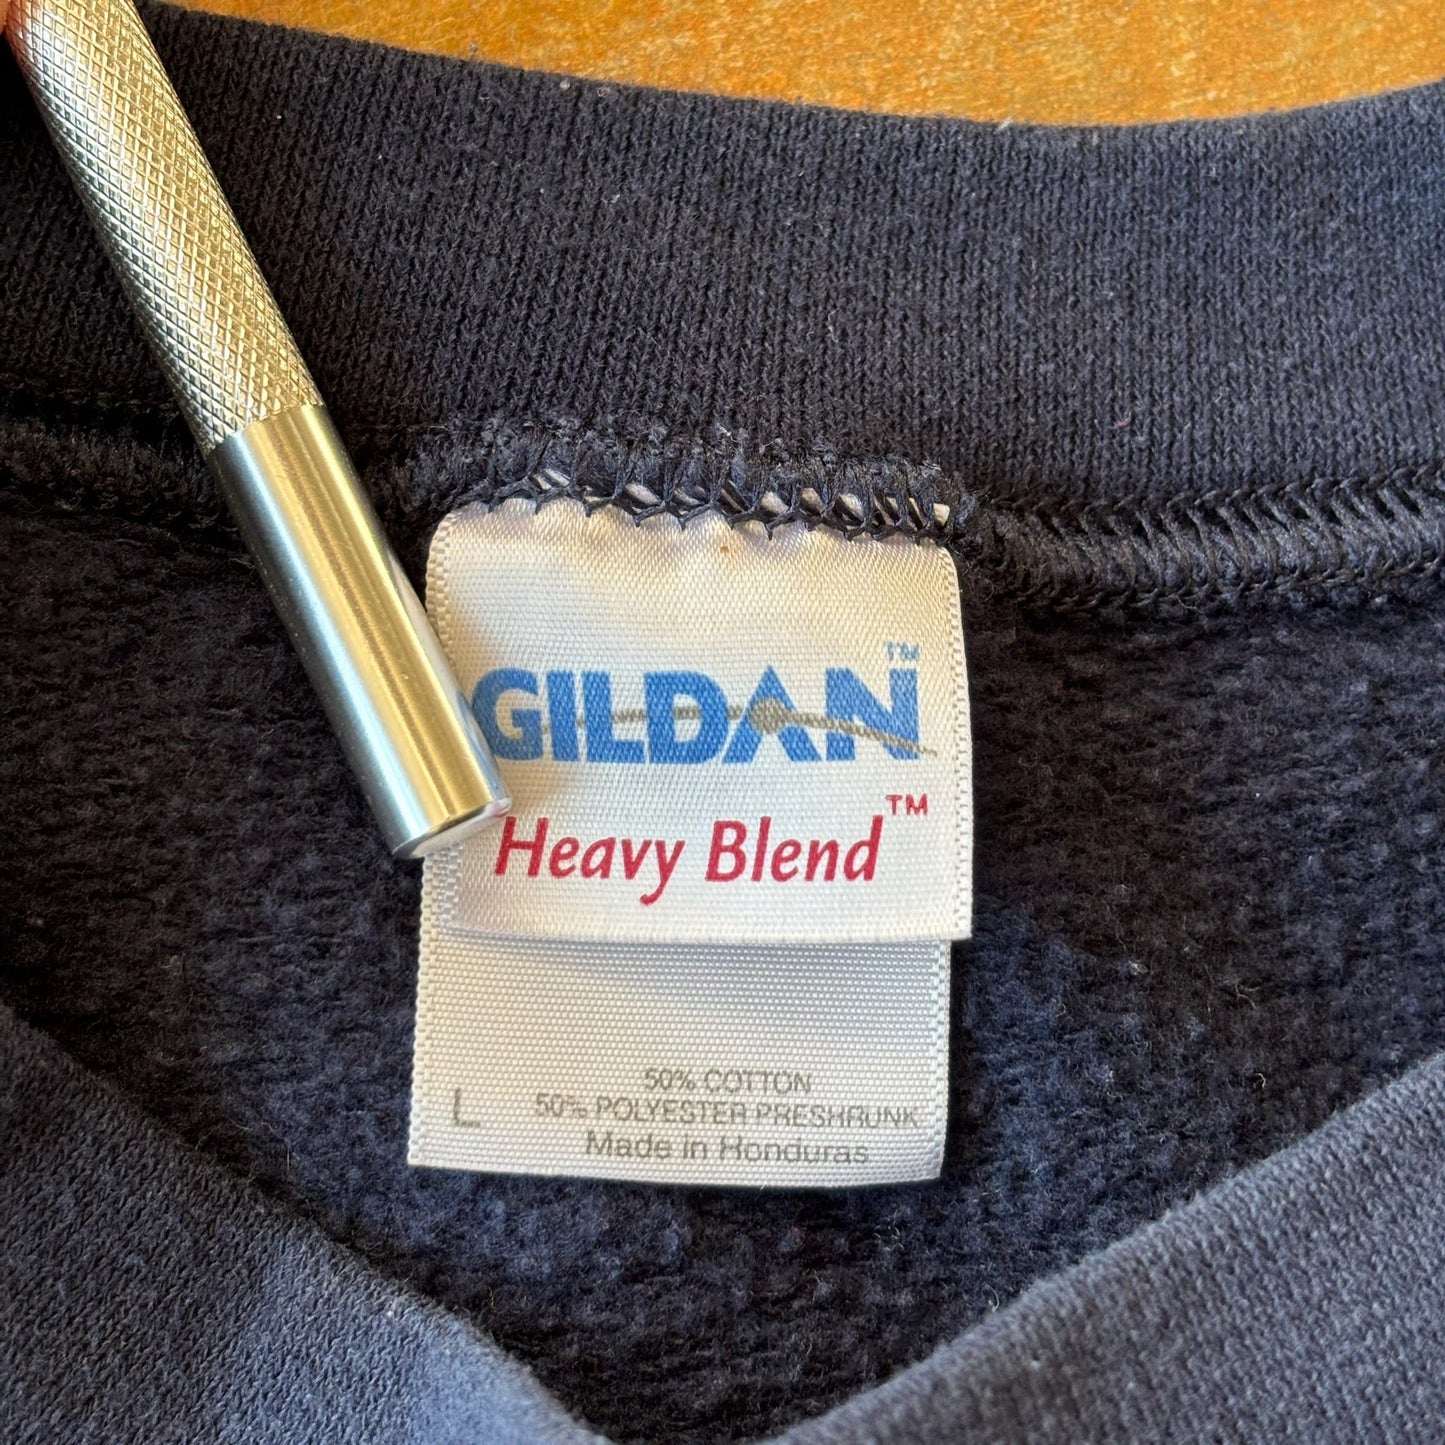 GILDAN™
Heavy Blend™
50% COTTON
L 50% POLYESTER PRESHRUNK
Made in Honduras